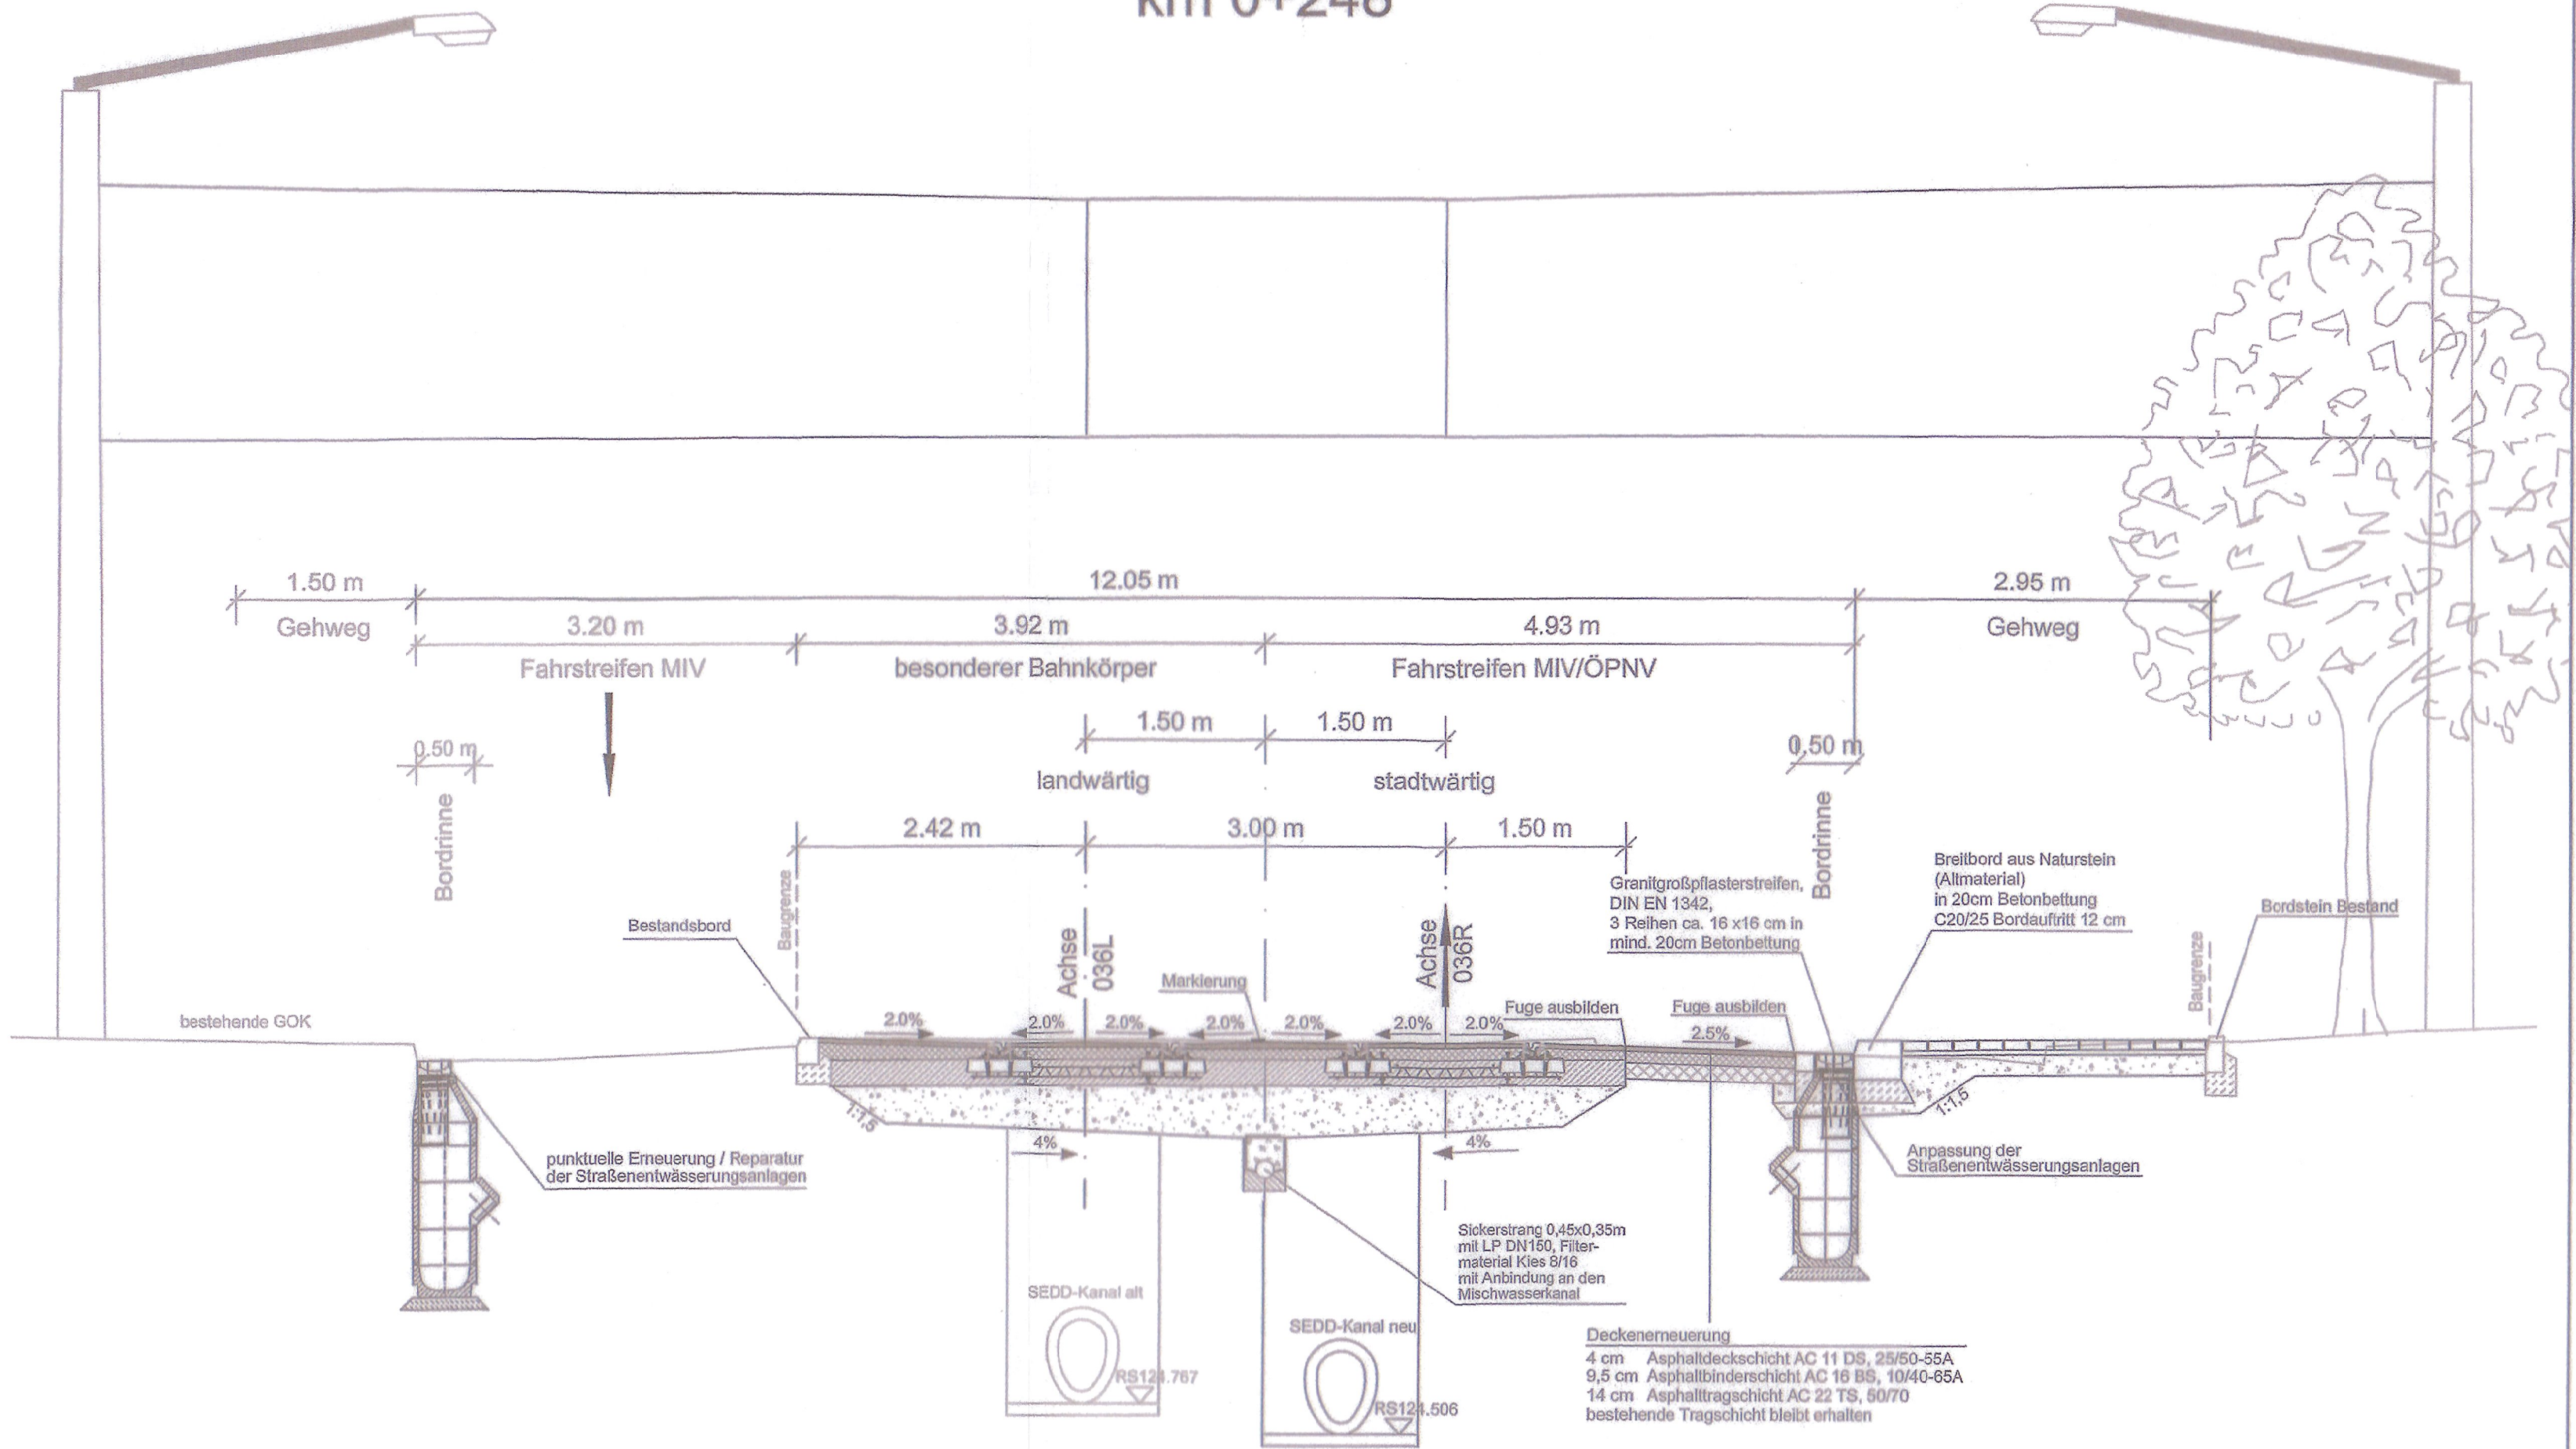 km 0+248
1.50 m
12.05 m
2.95 m
Gehweg
3.20 m
3.92 m
4.93 m
Gehweg
Fahrstreifen MIV
besonderer Bahnkörper
Fahrstreifen MIV/ÖPNV
1.50 m
1.50 m
0.50 m
0.50 m
landwärtig
stadtwärtig
Bordrinne
Bordrinne
2.42 m
3.00 m
1.50 m
Baugrenze
Granitgroßpflasterstreifen,
DIN EN 1342,
3 Reihen ca. 16 x16 cm in
mind. 20cm Betonbettung
Breitbord aus Naturstein
(Altmaterial)
in 20cm Betonbettung
C20/25 Bordauftritt 12 cm
Bordstein Bestand
Bestandsbord
Achse
036L
Achse
036R
Baugrenze
Markierung
Fuge ausbilden
Fuge ausbilden
bestehende GOK
2.0%
2.0%
2.0%
2.0%
2.0%
2.0%
2.0%
2.5%
1:1,5
1:1,5
4%
4%
punktuelle Erneuerung / Reparatur
der Straßenentwässerungsanlagen
Anpassung der
Straßenentwässerungsanlagen
Sickerstrang 0,45x0,35m
mit LP DN150, Filter-
material Kies 8/16
mit Anbindung an den
Mischwasserkanal
SEDD-Kanal alt
RS124.767
SEDD-Kanal neu
RS124.506
Deckenerneuerung
4 cm Asphaltdeckschicht AC 11 DS, 25/50-55A
9,5 cm Asphaltbinderschicht AC 16 BS, 10/40-65A
14 cm Asphalttragschicht AC 22 TS, 50/70
bestehende Tragschicht bleibt erhalten